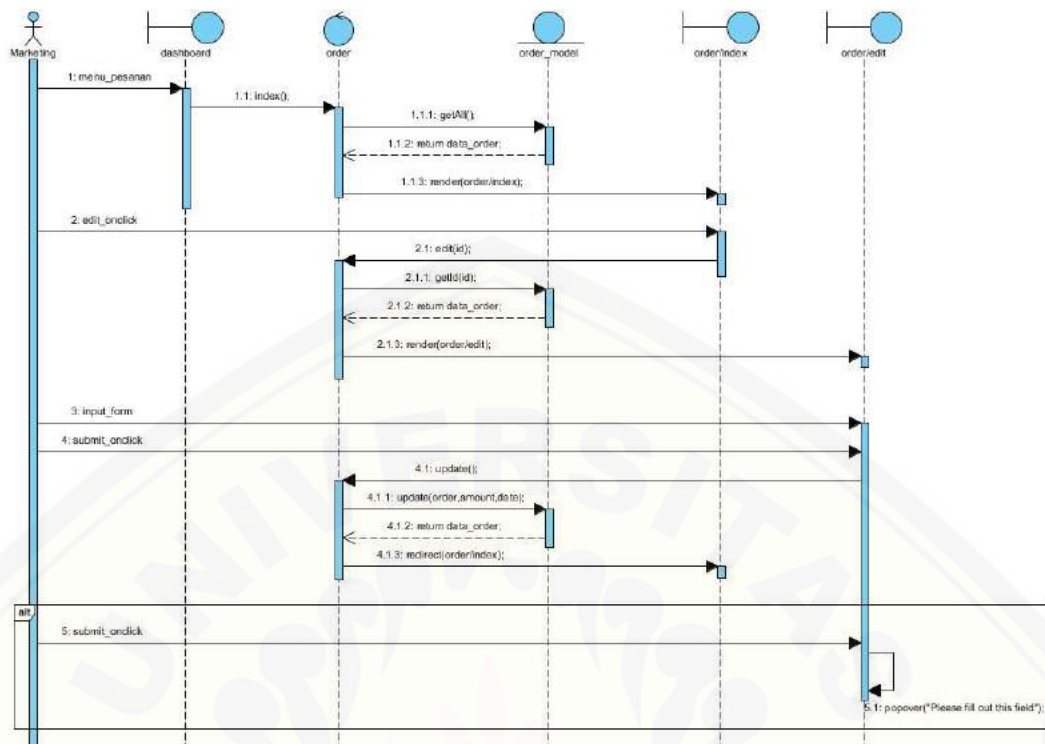 Marketing
dashboard
order
order_model
order/index
order/edit
1: menu_pesanan
1.1: index();
1.1.1: getAll();
1.1.2: return data_order;
1.1.3: render(order/index);
2: edit_onclick
2.1: edit(id);
2.1.1: getId(id);
2.1.2: return data_order;
2.1.3: render(order/edit);
3: input_form
4: submit_onclick
4.1: update();
4.1.1: update(order,amount,date);
4.1.2: return data_order;
4.1.3: redirect(order/index);
alt
5: submit_onclick
5.1: popover("Please fill out this field");
UNIVERSITAS